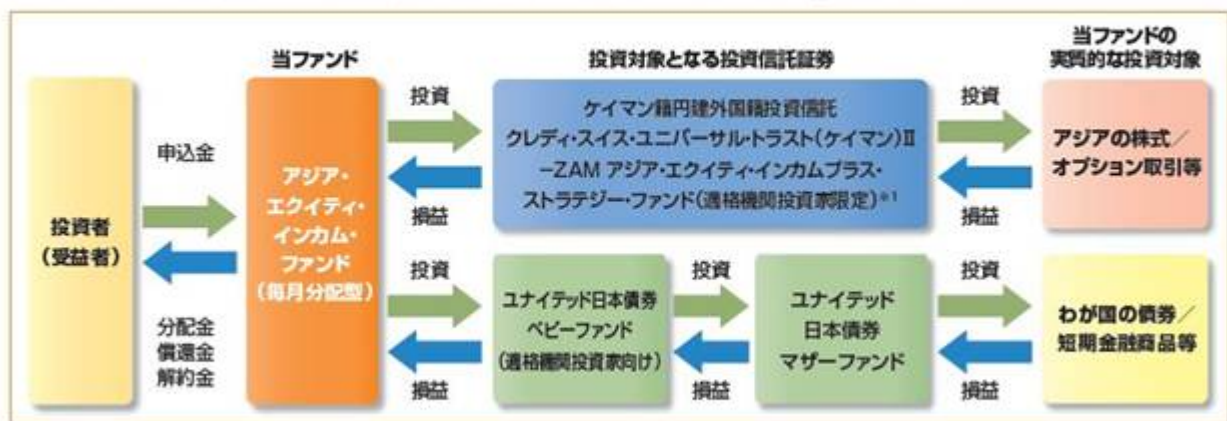 当ファンド
投資対象となる投資信託証券
当ファンドの
実質的な投資対象
投資者
(受益者)
申込金
分配金
償還金
解約金
アジア・
エクイティ・
インカム・
ファンド
(毎月分配型)
投資
損益
ケイマン籍円建外国籍投資信託
クレディ・スイス・ユニバーサル・トラスト(ケイマン)Ⅱ
－ZAM アジア・エクイティ・インカムプラス・
ストラテジー・ファンド(適格機関投資家限定)※1
投資
損益
アジアの株式／
オプション取引等
投資
損益
ユナイテッド日本債券
ベビーファンド
(適格機関投資家向け)
投資
損益
ユナイテッド
日本債券
マザーファンド
投資
損益
わが国の債券／
短期金融商品等